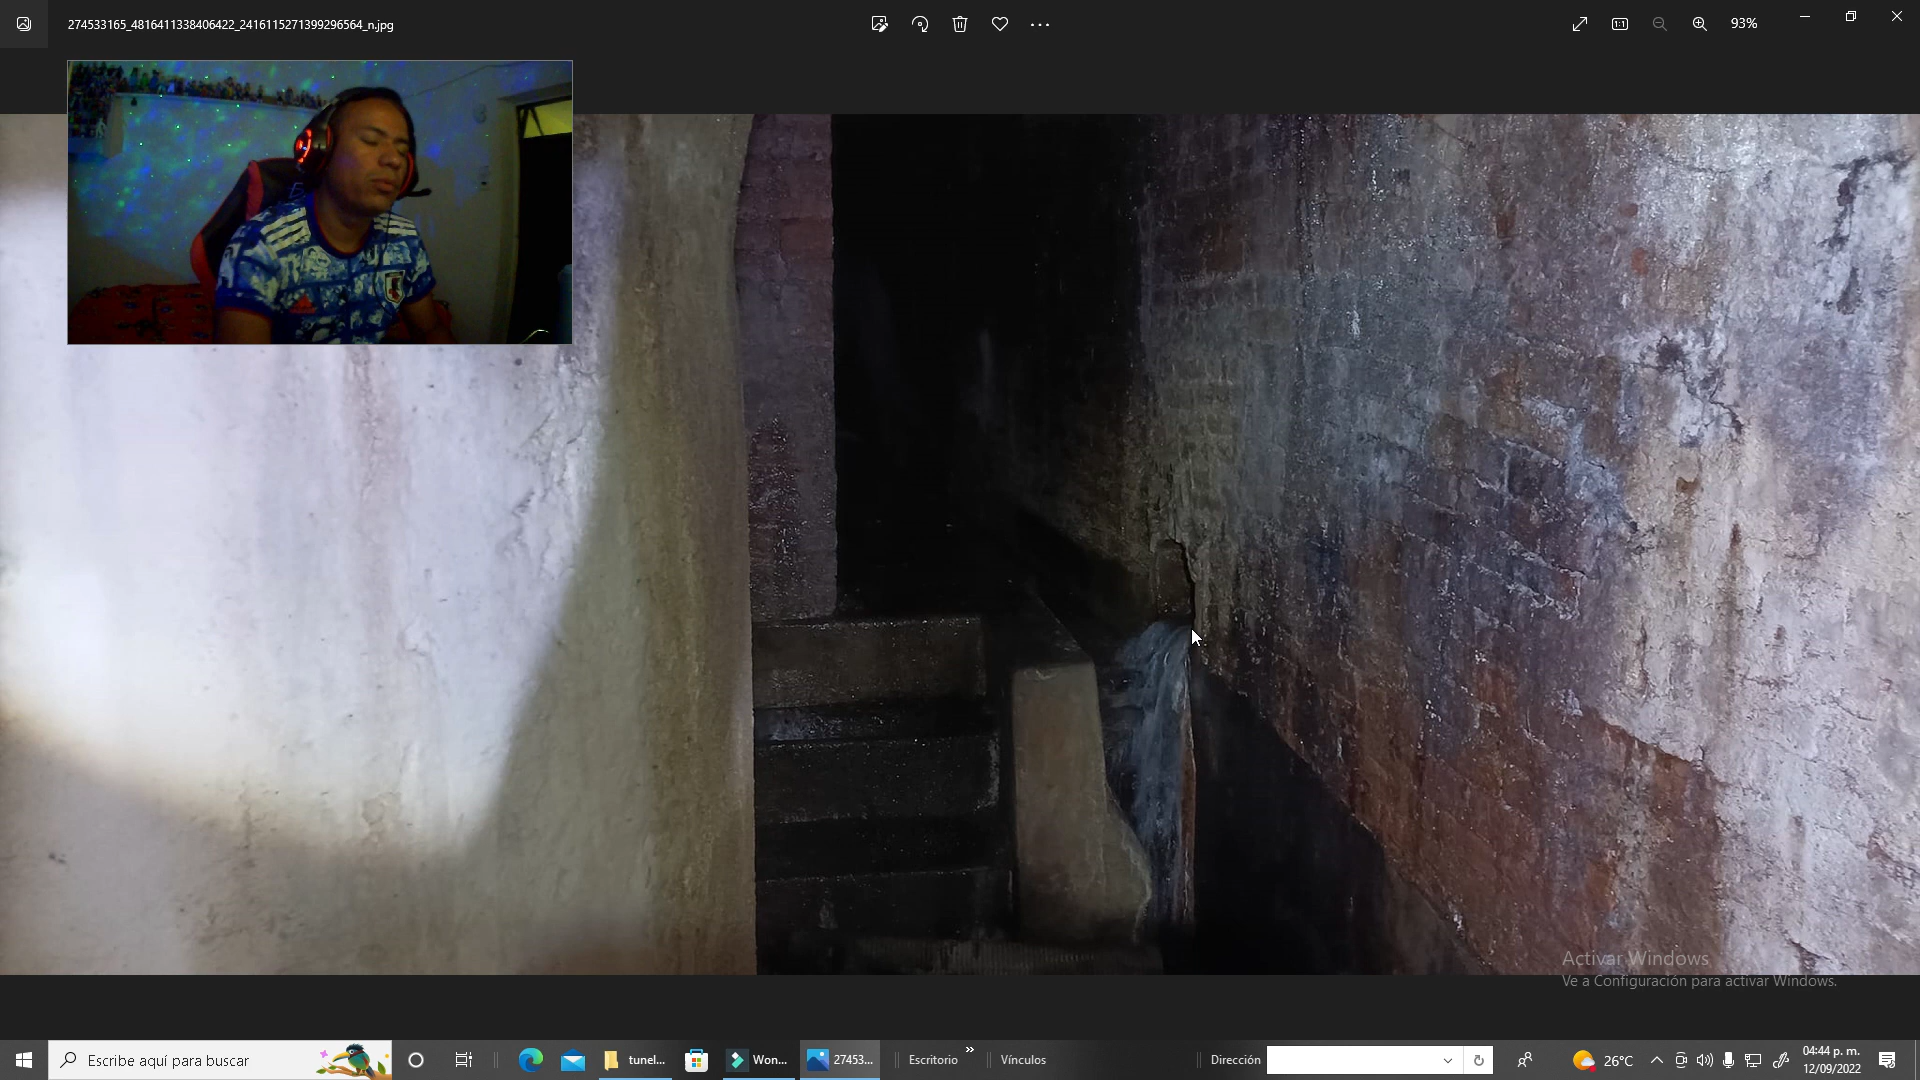 274533165_4816411338406422_2416115271399296564_n.jpg
93%
Activar Windows
Ve a Configuración para activar Windows.
Escribe aquí para buscar
tunel...
Won...
27453...
Escritorio
Vínculos
Dirección
26°C
04:44 p. m.
12/09/2022